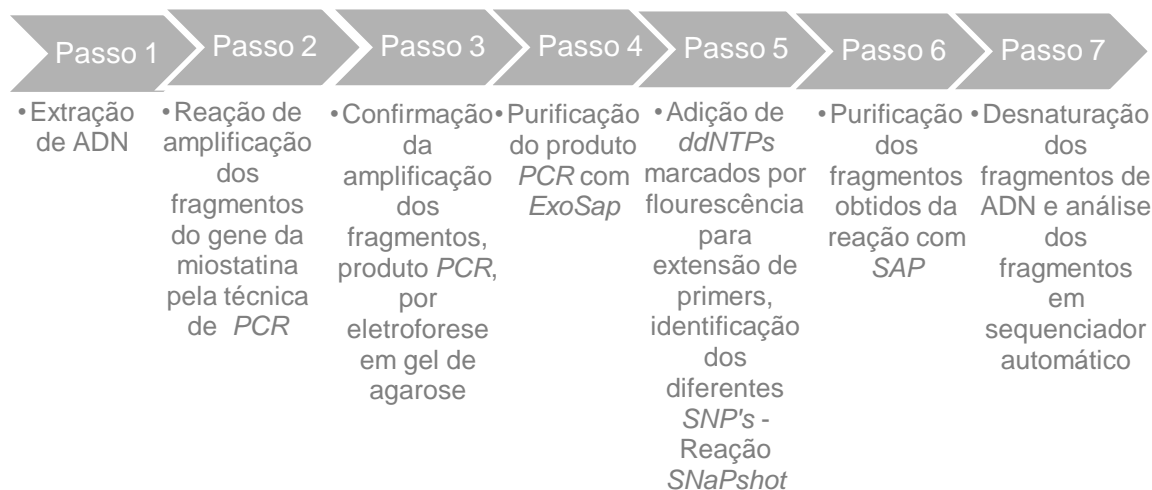 Passo 1
Passo 2
Passo 3
Passo 4
Passo 5
Passo 6
Passo 7
•Extração
de ADN
•Reação de
amplificação
dos
fragmentos
do gene da
miostatina
pela técnica
de PCR
•Confirmação
da
amplificação
dos
fragmentos,
produto PCR,
por
eletroforese
em gel de
agarose
•Purificação
do produto
PCR com
ExoSap
•Adição de
ddNTPs
marcados por
flourescência
para
extensão de
primers,
identificação
dos
diferentes
SNP's -
Reação
SNaPshot
•Purificação
dos
fragmentos
obtidos da
reação com
SAP
•Desnaturação
dos
fragmentos de
ADN e análise
dos
fragmentos
em
sequenciador
automático